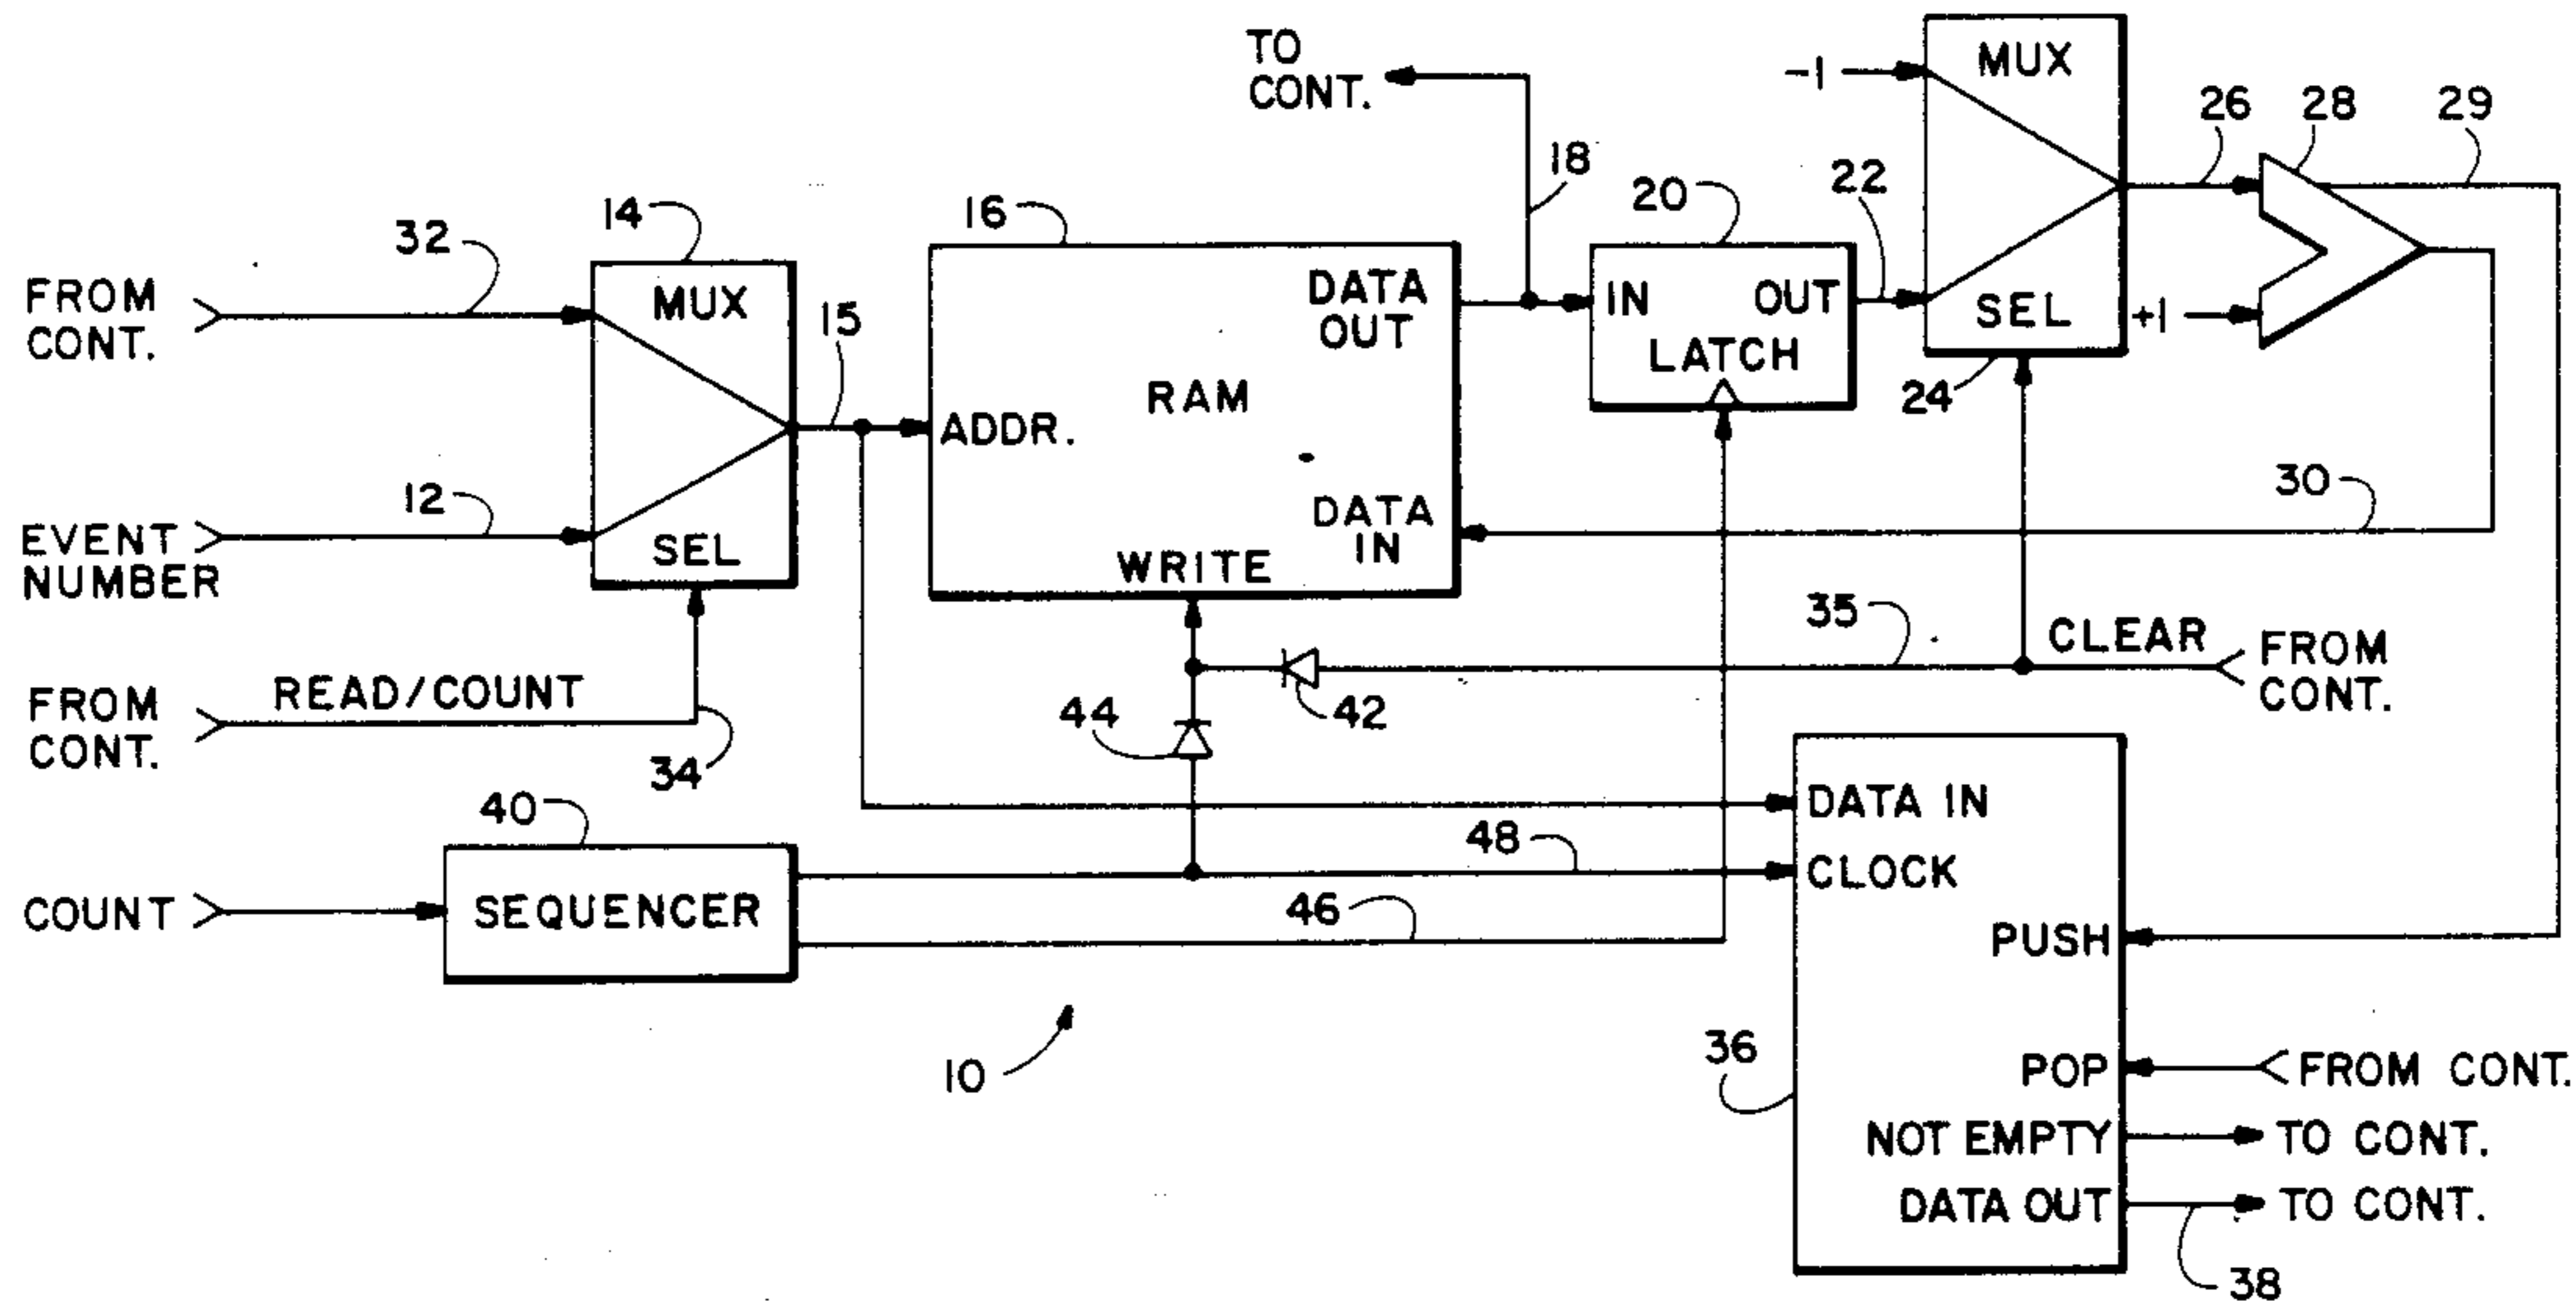 TO
CONT.
-1
MUX
26
28
29
18
20
22
14
16
32
FROM
CONT.
MUX
15
DATA
OUT
IN
OUT
LATCH
SEL
+1
24
RAM
ADDR.
12
EVENT
NUMBER
SEL
DATA
IN
WRITE
30
35
CLEAR
FROM
CONT.
FROM
CONT.
READ/COUNT
34
44
42
40
DATA IN
48
CLOCK
COUNT
SEQUENCER
46
PUSH
10
36
POP
FROM CONT.
NOT EMPTY
TO CONT.
DATA OUT
TO CONT.
38